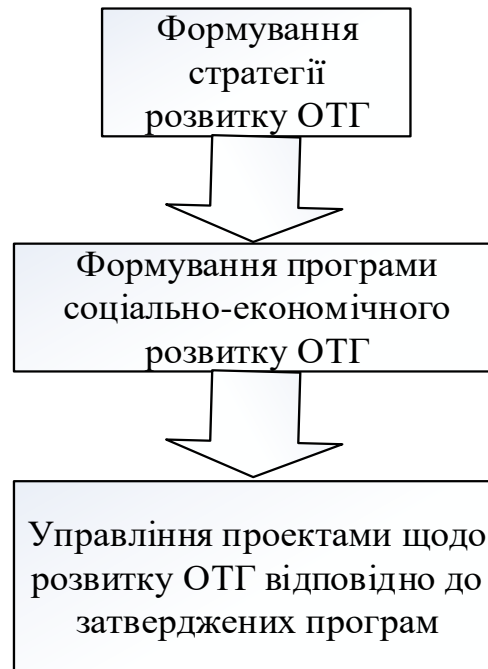 Формування
стратегії
розвитку ОТГ
Формування програми
соціально-економічного
розвитку ОТГ
Управління проектами щодо
розвитку ОТГ відповідно до
затверджених програм